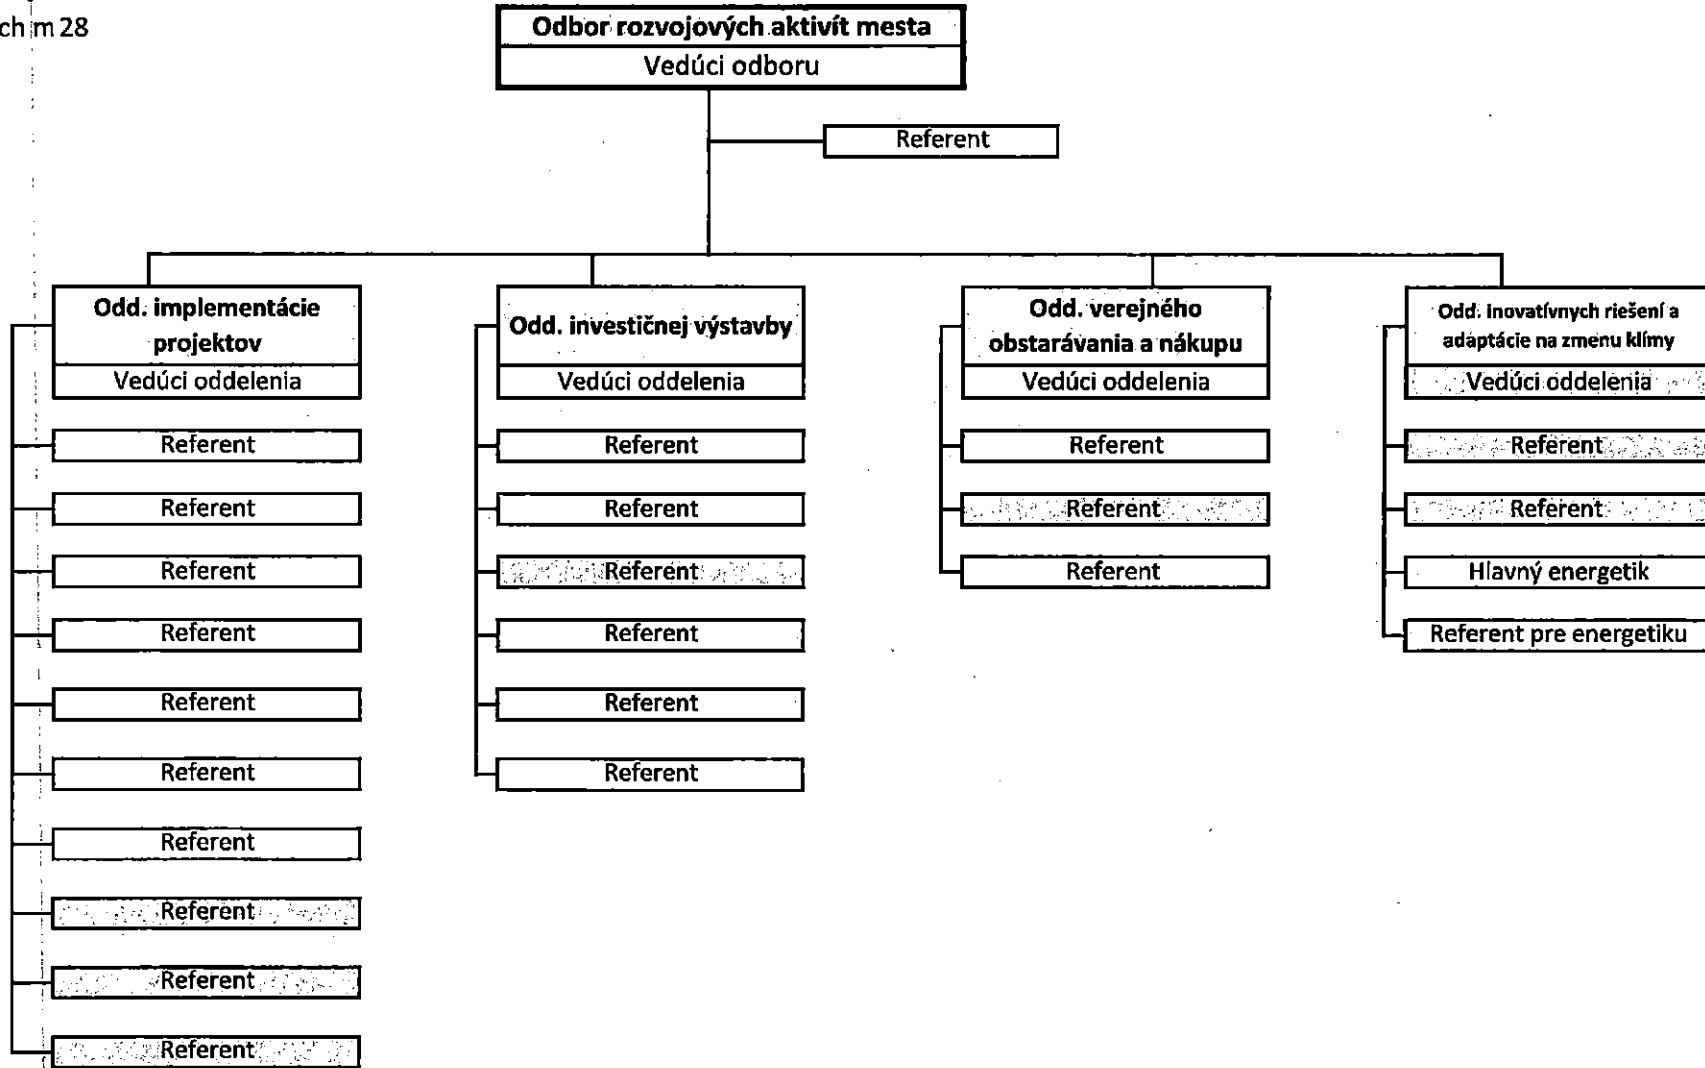 ch m 28
Odbor rozvojových aktivít mesta
Vedúci odboru
Referent
Odd. implementácie
projektov
Vedúci oddelenia
Referent
Referent
Referent
Referent
Referent
Referent
Referent
Referent
Referent
Referent
Odd. investičnej výstavby
Vedúci oddelenia
Referent
Referent
Referent
Referent
Referent
Referent
Odd. verejného
obstarávania a nákupu
Vedúci oddelenia
Referent
Referent
Referent
Odd. inovatívnych riešení a
adaptácie na zmenu klímy
Vedúci oddelenia
Referent
Referent
Hlavný energetik
Referent pre energetiku